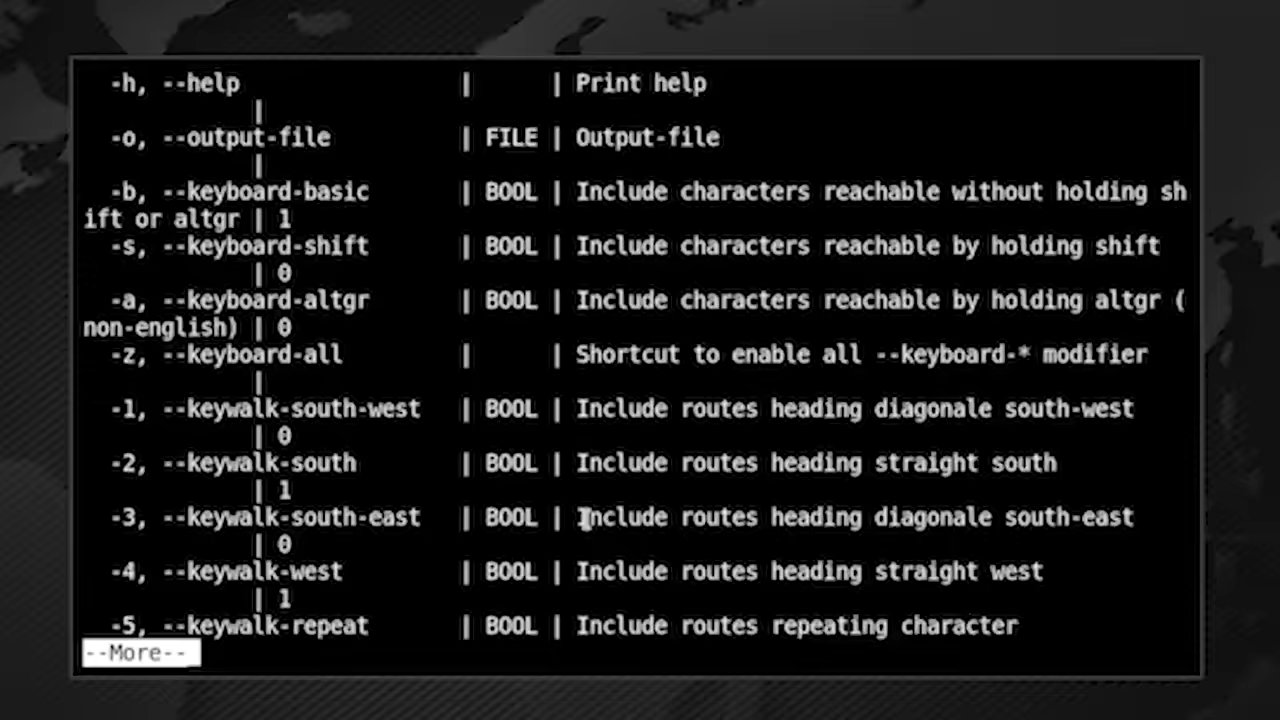 -h, --help | | Print help
|
-o, --output-file | FILE | Output-file
|
-b, --keyboard-basic | BOOL | Include characters reachable without holding sh
ift or altgr | 1
-s, --keyboard-shift | BOOL | Include characters reachable by holding shift
| 0
-a, --keyboard-altgr | BOOL | Include characters reachable by holding altgr (
non-english) | 0
-z, --keyboard-all | | Shortcut to enable all --keyboard-* modifier
|
-1, --keywalk-south-west | BOOL | Include routes heading diagonale south-west
| 0
-2, --keywalk-south | BOOL | Include routes heading straight south
| 1
-3, --keywalk-south-east | BOOL | Include routes heading diagonale south-east
| 0
-4, --keywalk-west | BOOL | Include routes heading straight west
| 1
-5, --keywalk-repeat | BOOL | Include routes repeating character
--More--